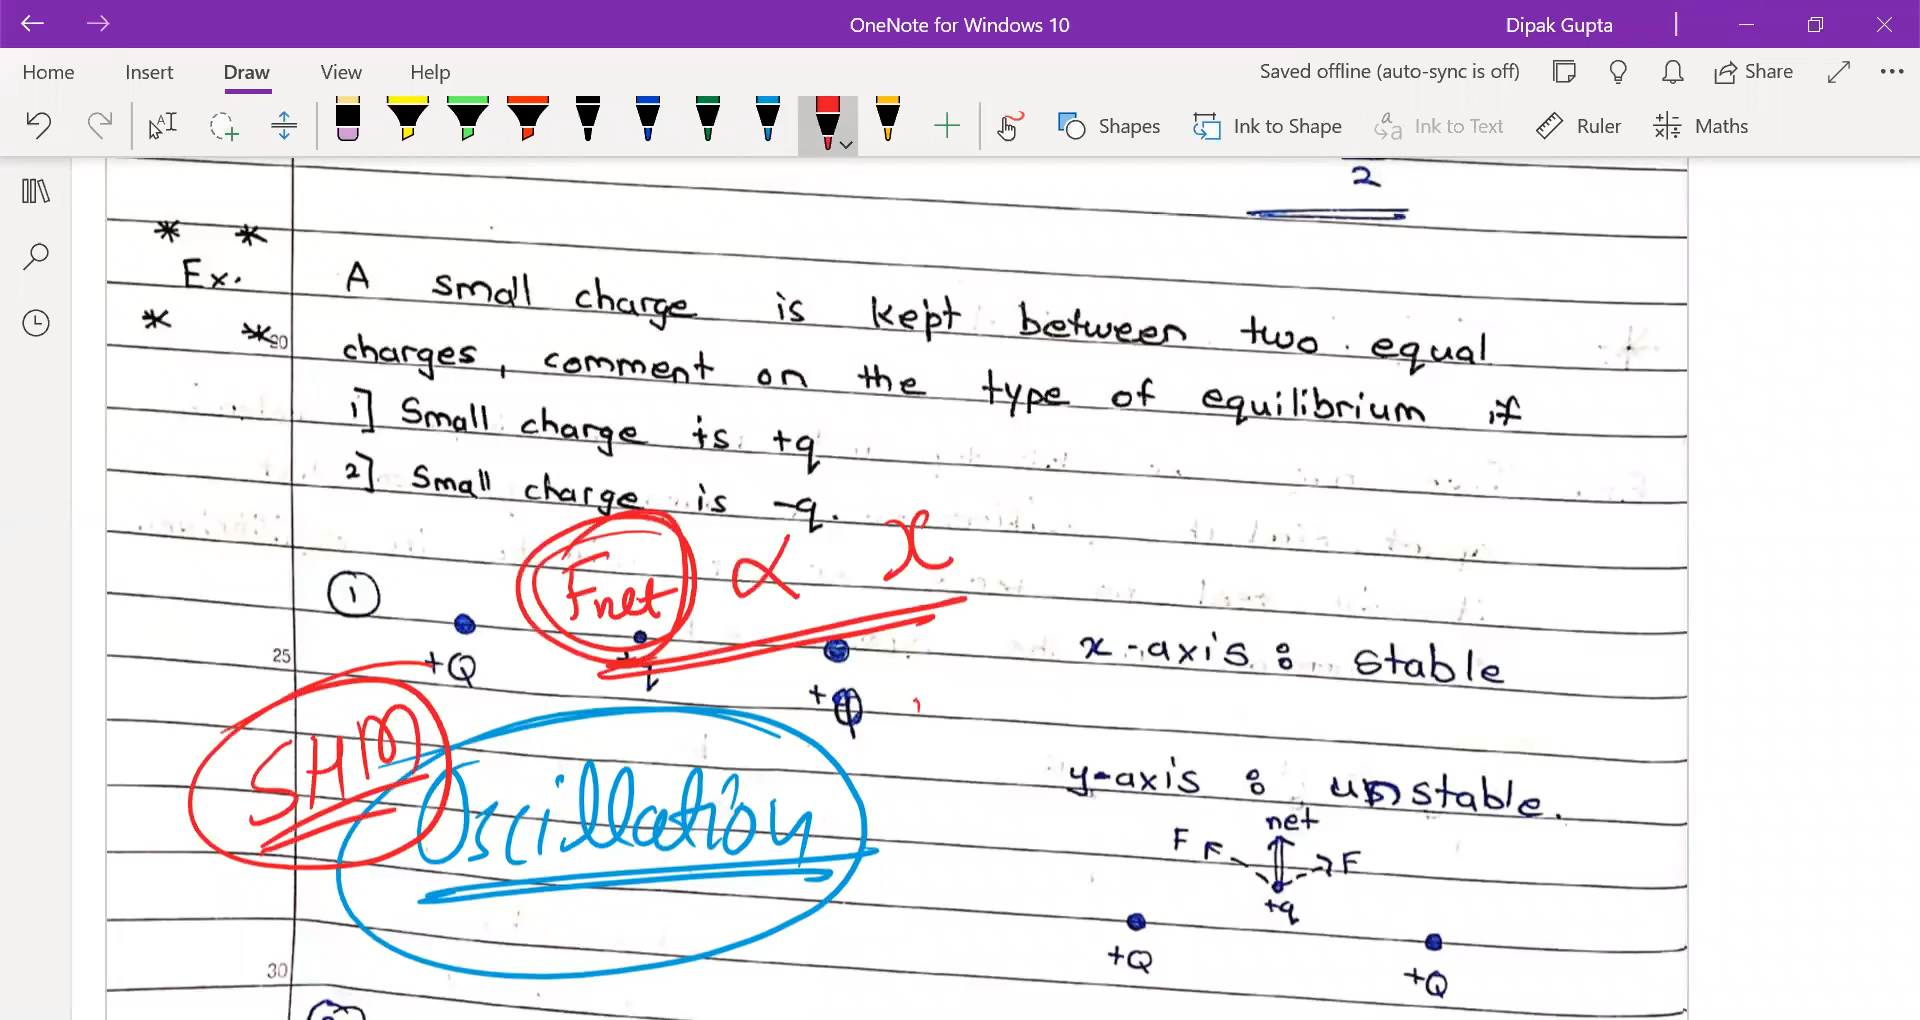 OneNote for Windows 10
Dipak Gupta
Home Insert Draw View Help
Saved offline (auto-sync is off) Share
Shapes Ink to Shape Ink to Text Ruler Maths
2
* *
Ex. A small charge is kept between two equal
* *
20
charges, comment on the type of equilibrium if
1] Small charge is +q
2] Small charge is -q.
Fnet α x
1
+Q +q +Q
x-axis : stable
25
SHM
Oscillation
y-axis : unstable.
net
F F
+q
+Q +Q
30